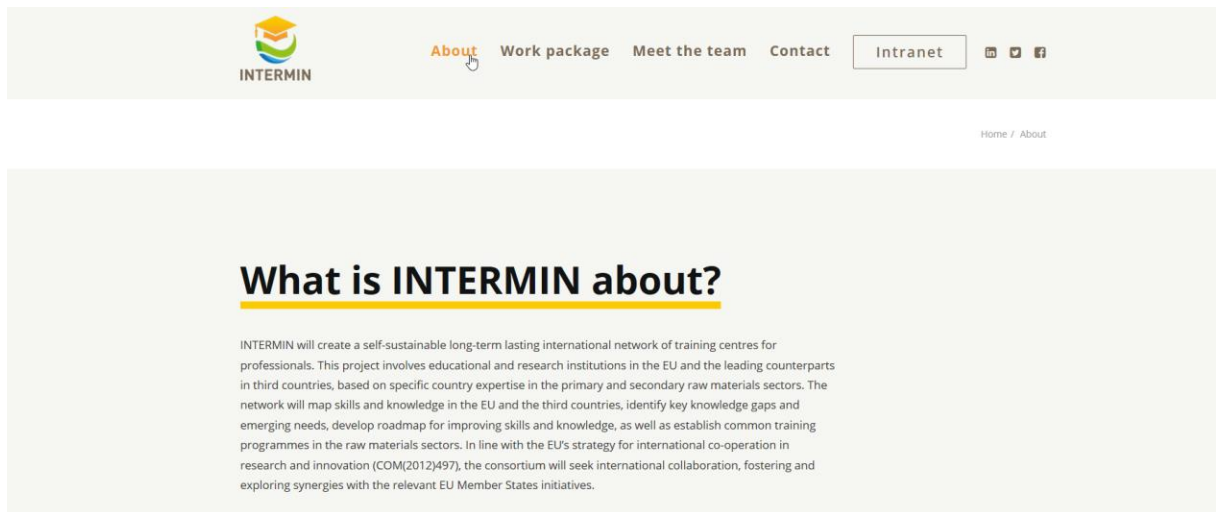 INTERMIN
About Work package Meet the team Contact Intranet
Home / About
What is INTERMIN about?
INTERMIN will create a self-sustainable long-term lasting international network of training centres for
professionals. This project involves educational and research institutions in the EU and the leading counterparts
in third countries, based on specific country expertise in the primary and secondary raw materials sectors. The
network will map skills and knowledge in the EU and the third countries, identify key knowledge gaps and
emerging needs, develop roadmap for improving skills and knowledge, as well as establish common training
programmes in the raw materials sectors. In line with the EU's strategy for international co-operation in
research and innovation (COM(2012)497), the consortium will seek international collaboration, fostering and
exploring synergies with the relevant EU Member States initiatives.